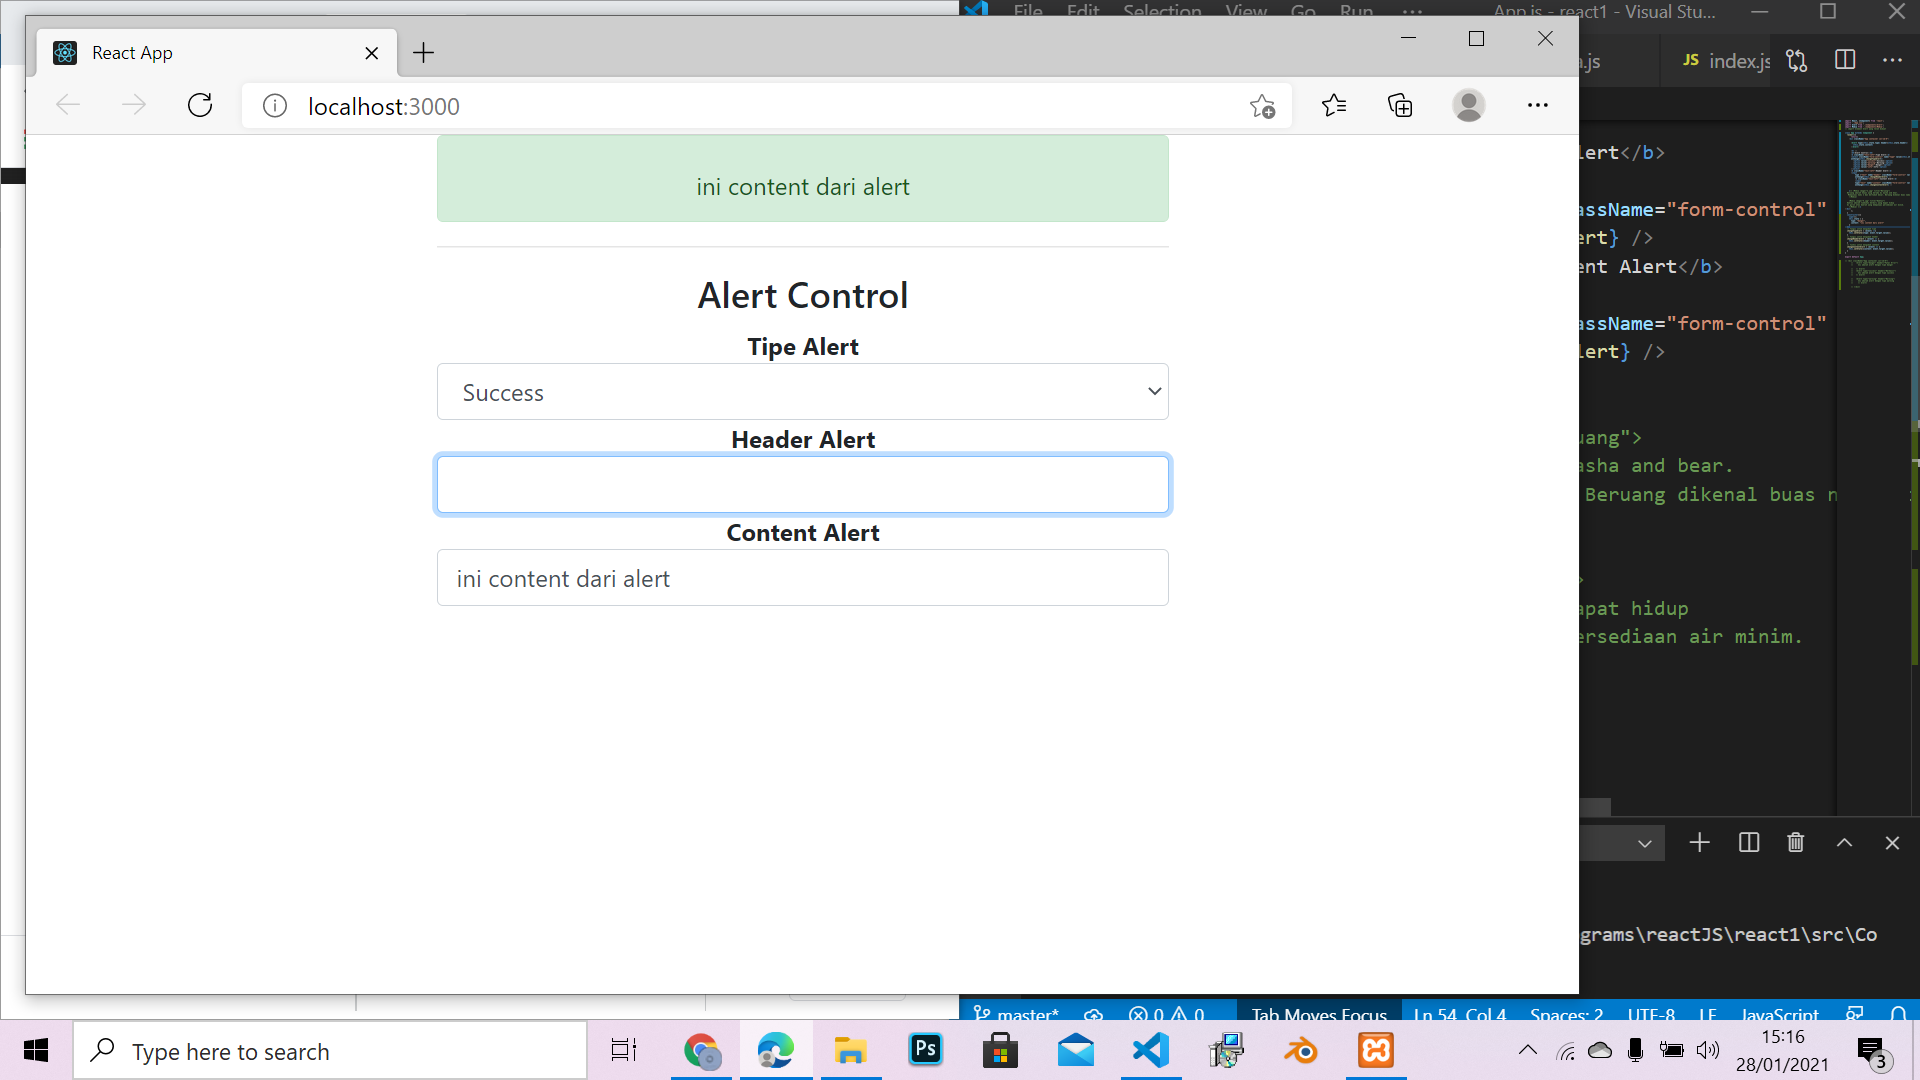 File Edit Selection View Go Run ... App.js - react1 - Visual Stu...
React App
JS index.js
localhost:3000
ini content dari alert
Alert Control
Tipe Alert
Success
Header Alert
Content Alert
ini content dari alert
lert</b>
assName="form-control"
ert} />
ent Alert</b>
assName="form-control"
lert} />
uang">
asha and bear.
Beruang dikenal buas n
>
apat hidup
ersediaan air minim.
grams\reactJS\react1\src\Co
master* 0 0 Tab Moves Focus Ln 54, Col 4 Spaces: 2 UTF-8 LF JavaScript
Type here to search
Ps
15:16
28/01/2021
3